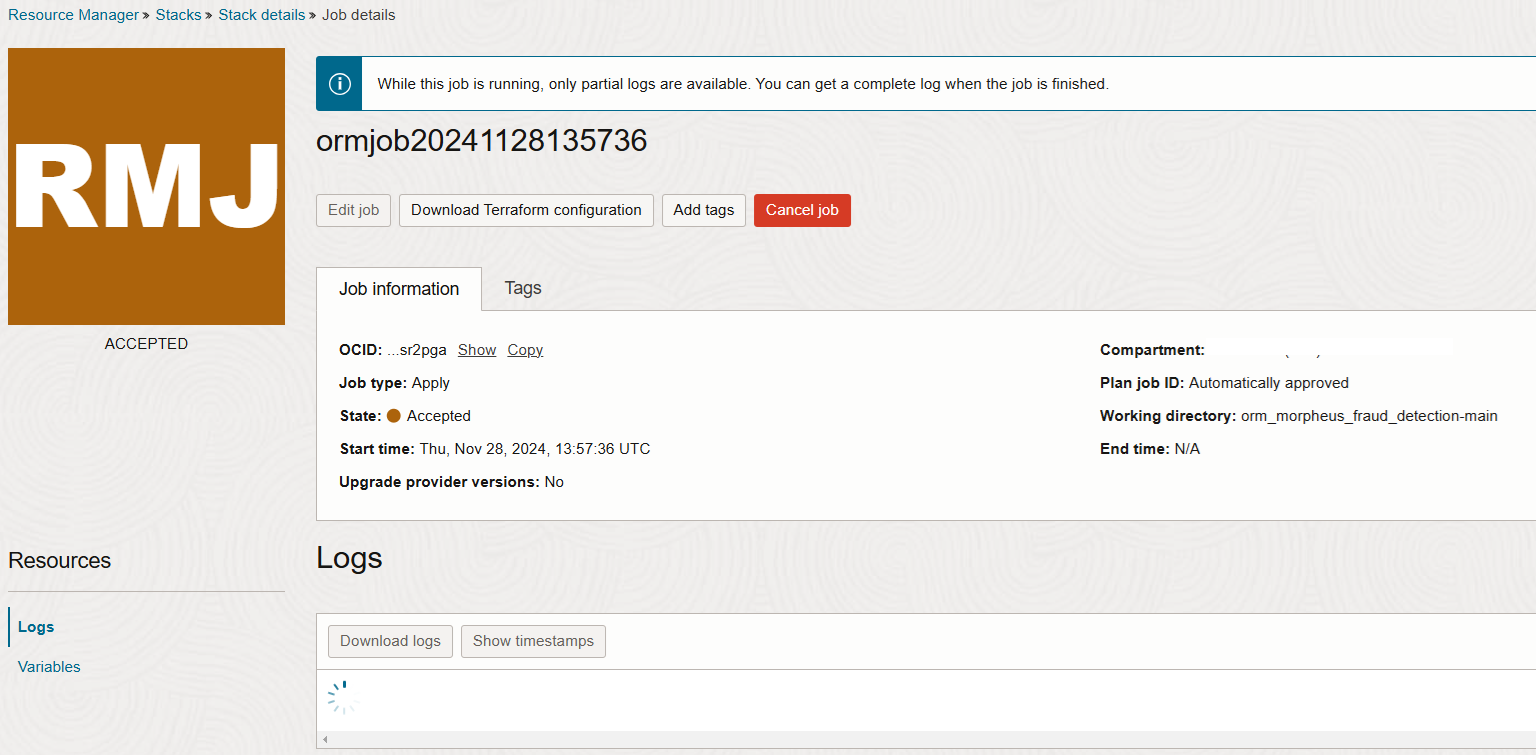 Resource Manager » Stacks » Stack details » Job details
RMJ
ACCEPTED
While this job is running, only partial logs are available. You can get a complete log when the job is finished.
ormjob20241128135736
Edit job Download Terraform configuration Add tags Cancel job
Job information Tags
OCID: ...sr2pga Show Copy
Job type: Apply
State: Accepted
Start time: Thu, Nov 28, 2024, 13:57:36 UTC
Upgrade provider versions: No
Compartment:
Plan job ID: Automatically approved
Working directory: orm_morpheus_fraud_detection-main
End time: N/A
Resources
Logs
Variables
Logs
Download logs Show timestamps